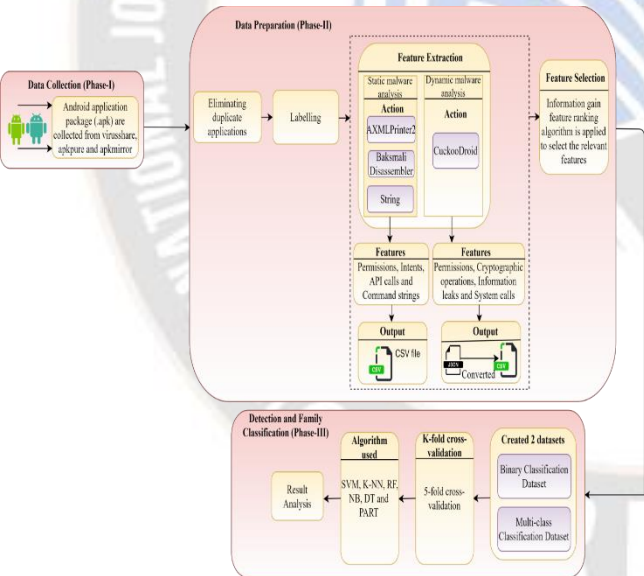 Data Preparation (Phase-II)
Data Collection (Phase-I)
Android application
package (.apk) are
collected from virusshare,
apkpure and apkmirror
Eliminating
duplicate
applications
Labelling
Feature Extraction
Static malware
analysis
Action
AXMLPrinter2
Baksmali
Disassembler
String
Dynamic malware
analysis
Action
CuckooDroid
Features
Permissions, Intents,
API calls and
Command strings
Features
Permissions, Cryptographic
operations, Information
leaks and System calls
Output
CSV
CSV file
Output
JSON
Converted
CSV
Feature Selection
Information gain
feature ranking
algorithm is applied
to select the relevant
features
Detection and Family
Classification (Phase-III)
Created 2 datasets
Binary Classification
Dataset
Multi-class
Classification Dataset
K-fold cross-
validation
5-fold cross-
validation
Algorithm
used
SVM, K-NN, RF,
NB, DT and
PART
Result
Analysis